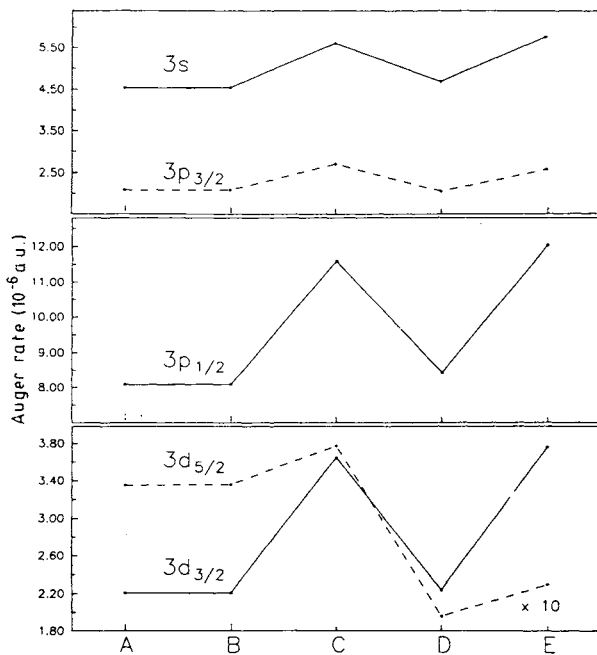 Auger rate (10⁻⁶ a.u.)
5.50
3s
4.50
3.50
3p₃/₂
2.50
12.00
11.00
10.00
9.00
3p₁/₂
8.00
3.80
3d₅/₂
3.40
3.00
2.60
3d₃/₂
2.20
× 10
1.80
A B C D E